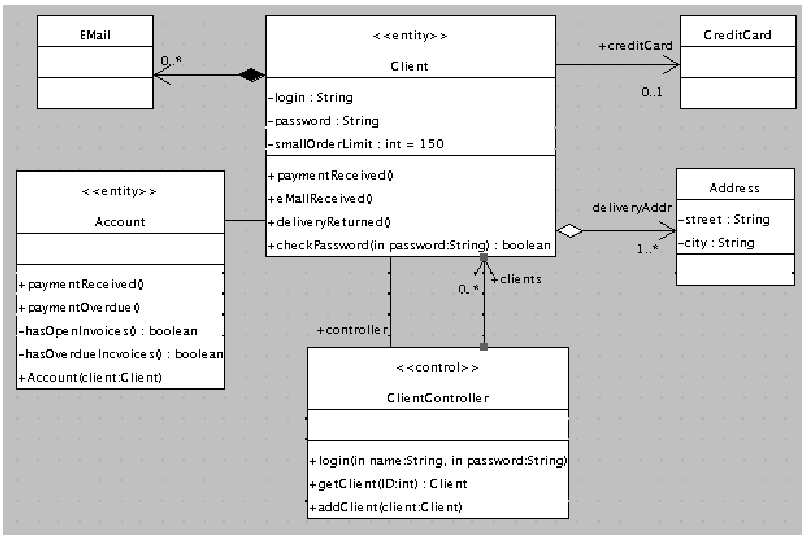 EMail
0..*
<<entity>>
Client
-login : String
-password : String
-smallOrderLimit : int = 150
+paymentReceived()
+eMailReceived()
+deliveryReturned()
+checkPassword(in password:String) : boolean
+creditCard
0..1
CreditCard
<<entity>>
Account
+paymentReceived()
+paymentOverdue()
-hasOpenInvoices() : boolean
-hasOverdueIncvoices() : boolean
+Account(client:Client)
deliveryAddr
1..*
Address
-street : String
-city : String
0..*
+clients
+controller
<<control>>
ClientController
+login(in name:String, in password:String)
+getClient(ID:int) : Client
+addClient(client:Client)